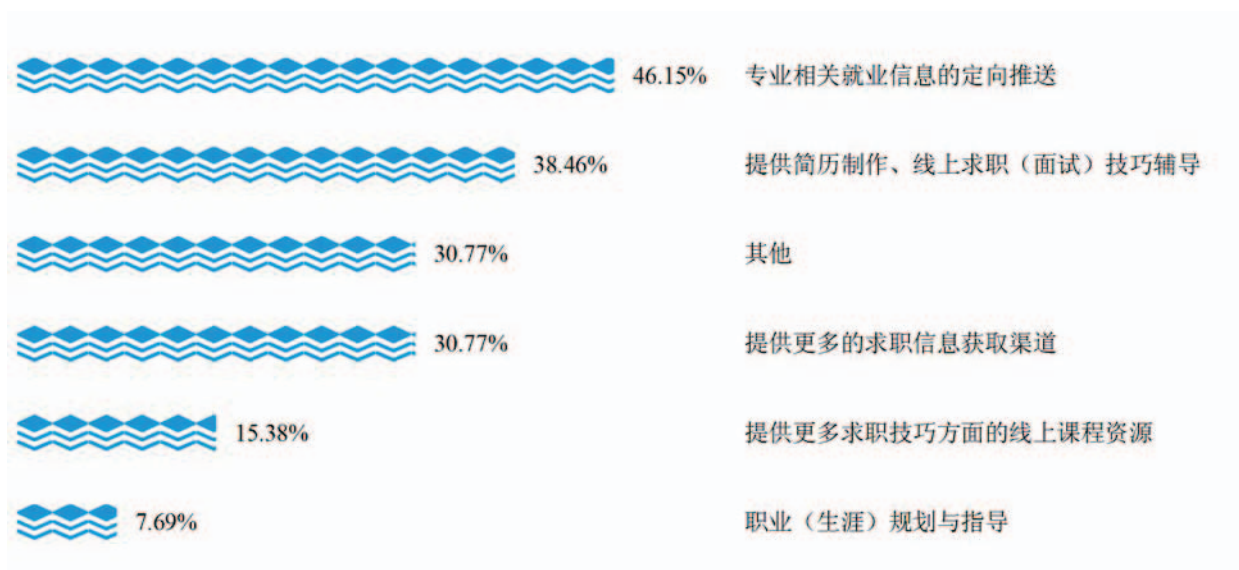 46.15% 专业相关就业信息的定向推送
38.46% 提供简历制作、线上求职（面试）技巧辅导
30.77% 其他
30.77% 提供更多的求职信息获取渠道
15.38% 提供更多求职技巧方面的线上课程资源
7.69% 职业（生涯）规划与指导